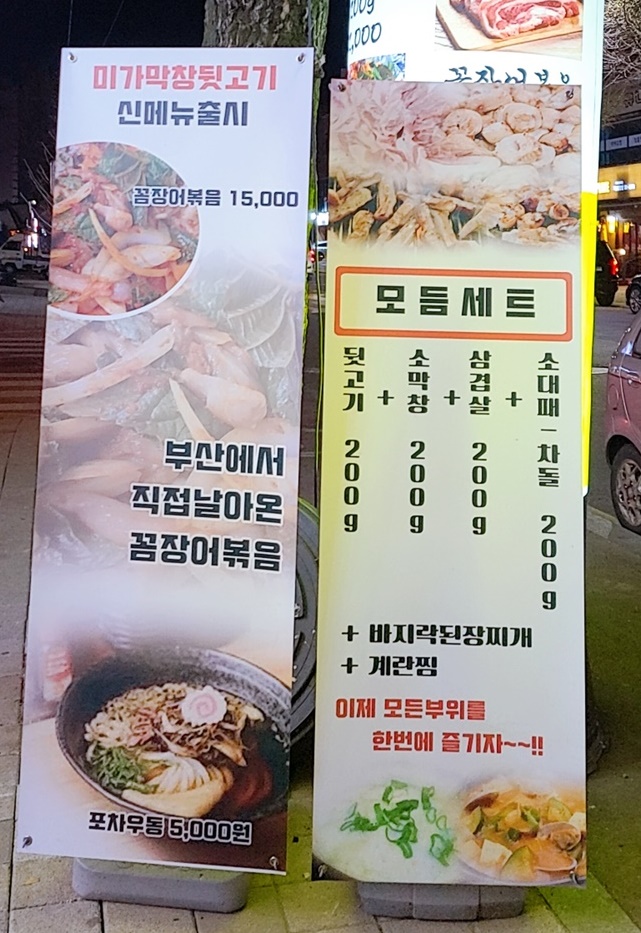 미가막창뒷고기
신메뉴출시
꼼장어볶음 15,000
부산에서
직접날아온
꼼장어볶음
포차우동 5,000원
모듬세트
뒷고기 200g
+
소막창 200g
+
삼겹살 200g
+
소대패-차돌 200g
+ 바지락된장찌개
+ 계란찜
이제 모든부위를
한번에 즐기자~~!!